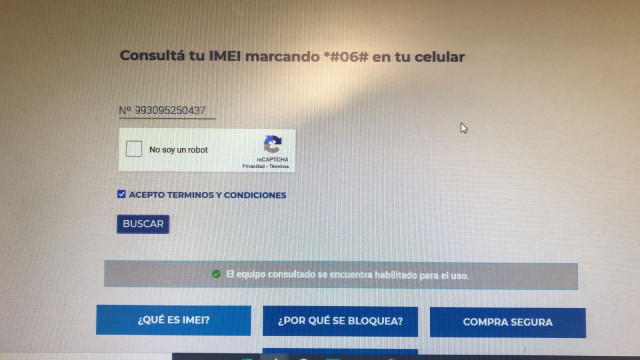 Consultá tu IMEI marcando *#06# en tu celular
Nº 993095250437
No soy un robot
reCAPTCHA
Privacidad - Términos
ACEPTO TERMINOS Y CONDICIONES
BUSCAR
El equipo consultado se encuentra habilitado para el uso.
¿QUÉ ES IMEI?
¿POR QUÉ SE BLOQUEA?
COMPRA SEGURA